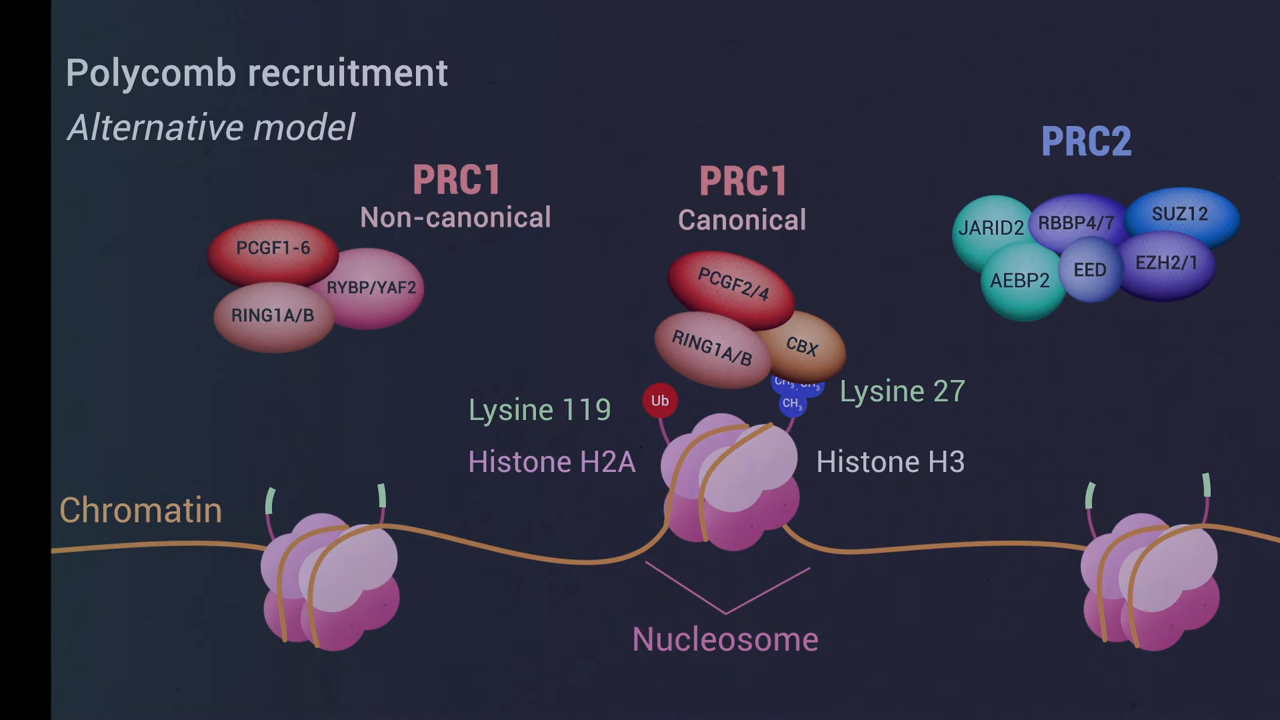 Polycomb recruitment
Alternative model
PRC1
Non-canonical
PCGF1-6
RYBP/YAF2
RING1A/B
PRC1
Canonical
PCGF2/4
RING1A/B
CBX
PRC2
JARID2
RBBP4/7
SUZ12
AEBP2
EED
EZH2/1
Ub
CH3
CH3
CH3
Lysine 119
Lysine 27
Histone H2A
Histone H3
Chromatin
Nucleosome